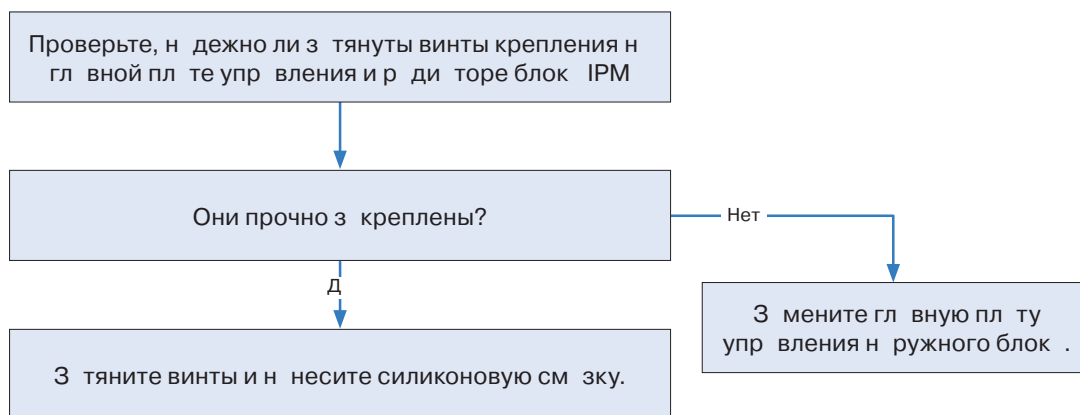 Проверьте, н дежно ли з тянуты винты крепления н
гл вной пл те упр вления и р ди торе блок IPM
Они прочно з креплены?
Нет
Д
З мените гл вную пл ту
упр вления н ружного блок .
З тяните винты и н несите силиконовую см зку.